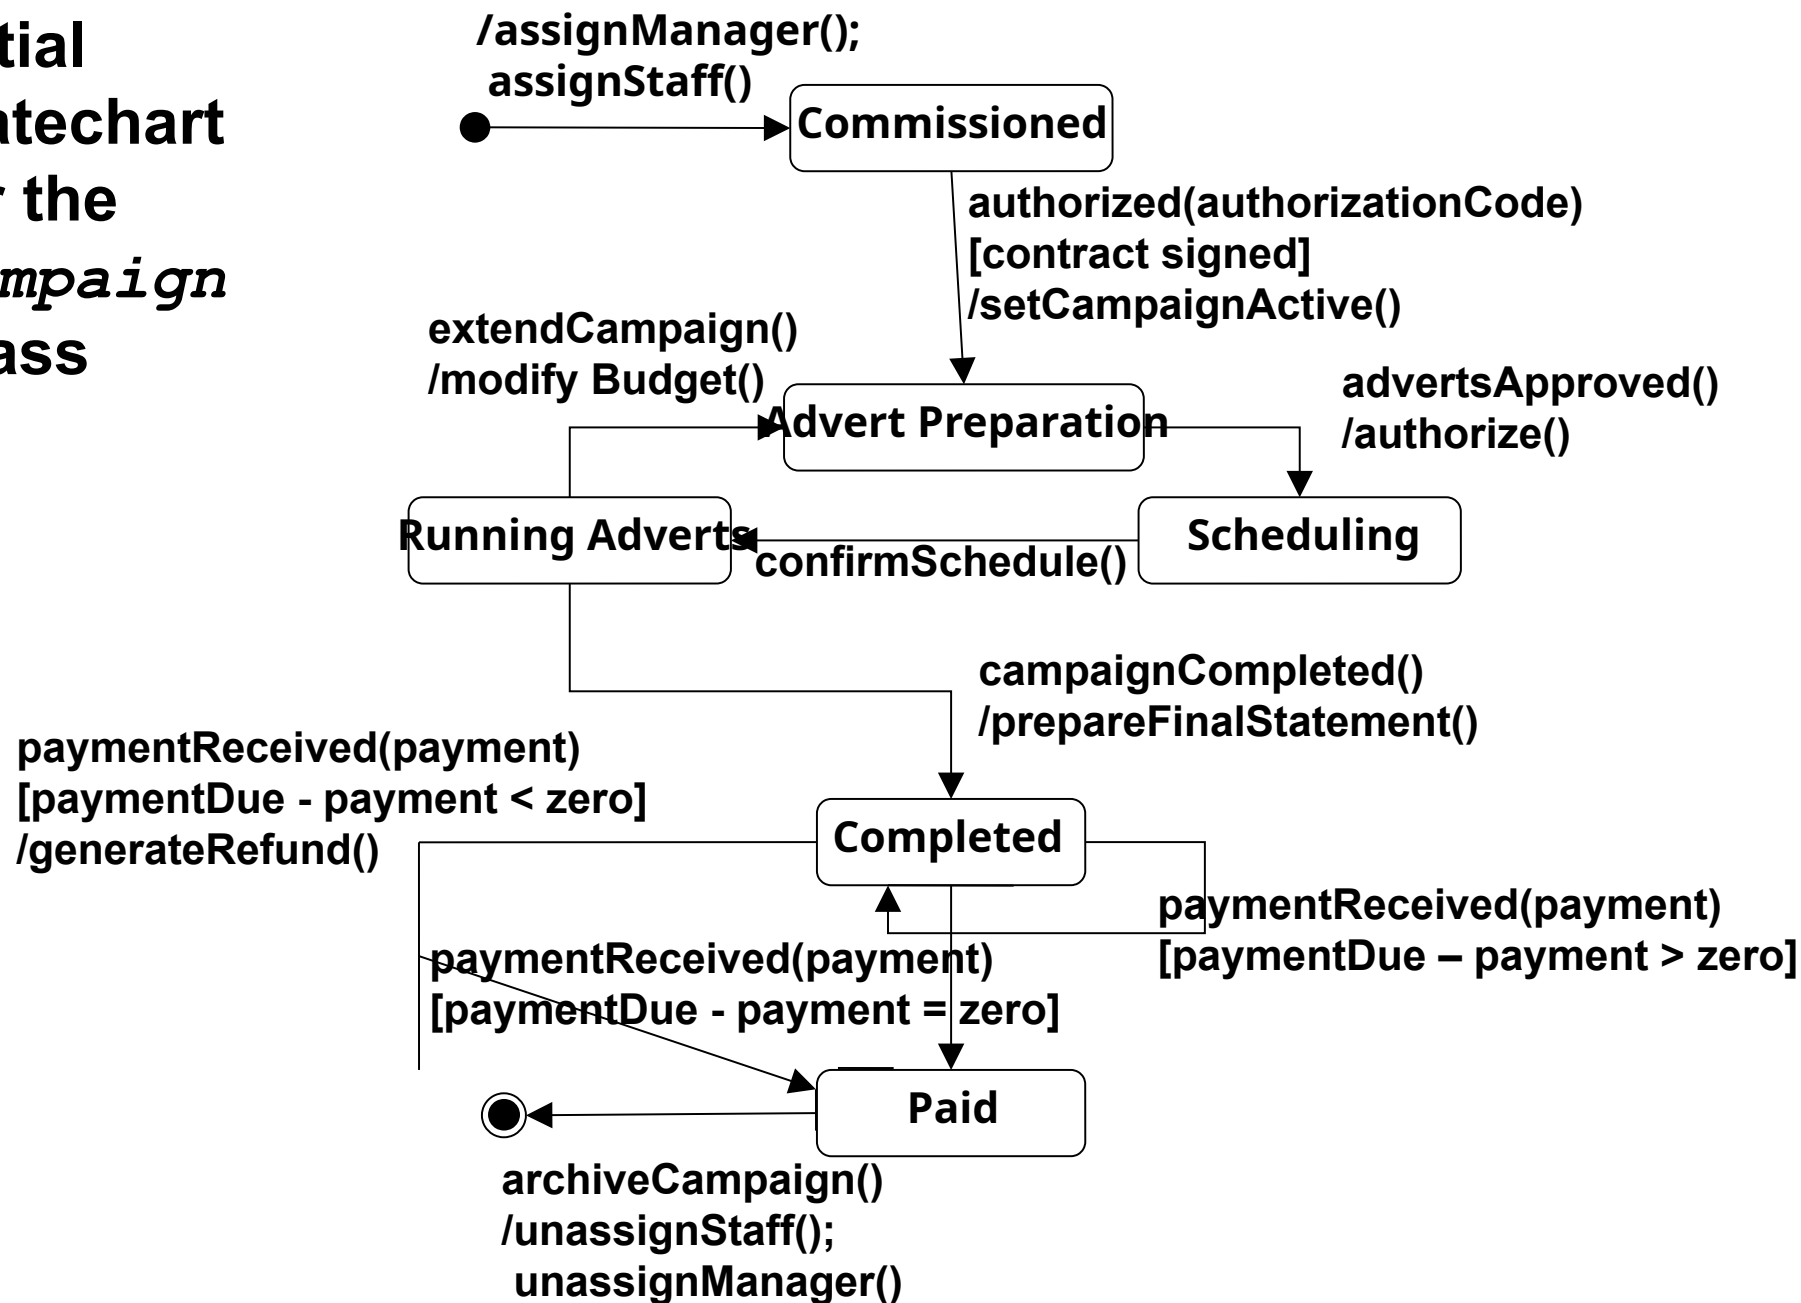 tial
atechart
r the
mpaign
ass
/assignManager();
assignStaff()
Commissioned
authorized(authorizationCode)
[contract signed]
/setCampaignActive()
extendCampaign()
/modify Budget()
Advert Preparation
advertsApproved()
/authorize()
Running Adverts
confirmSchedule()
Scheduling
campaignCompleted()
/prepareFinalStatement()
paymentReceived(payment)
[paymentDue - payment < zero]
/generateRefund()
Completed
paymentReceived(payment)
[paymentDue – payment > zero]
paymentReceived(payment)
[paymentDue - payment = zero]
Paid
archiveCampaign()
/unassignStaff();
unassignManager()